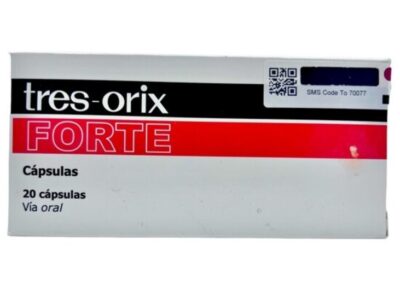 SMS Code To 70077
tres-orix
FORTE
Cápsulas
20 cápsulas
Vía oral